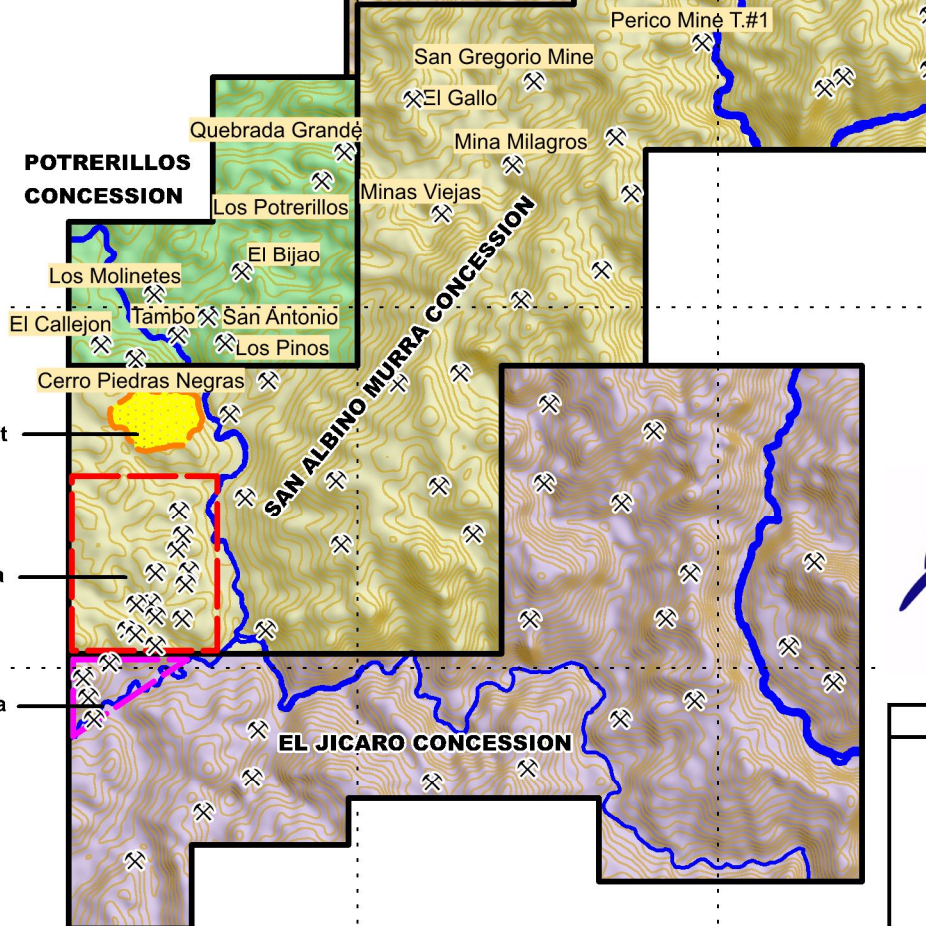 Perico Mine T.#1
San Gregorio Mine
El Gallo
Quebrada Grande
Mina Milagros
POTRERILLOS
CONCESSION
Minas Viejas
Los Potrerillos
El Bijao
Los Molinetes
Tambo
San Antonio
El Callejon
Los Pinos
Cerro Piedras Negras
SAN ALBINO MURRA CONCESSION
t
a
a
EL JICARO CONCESSION